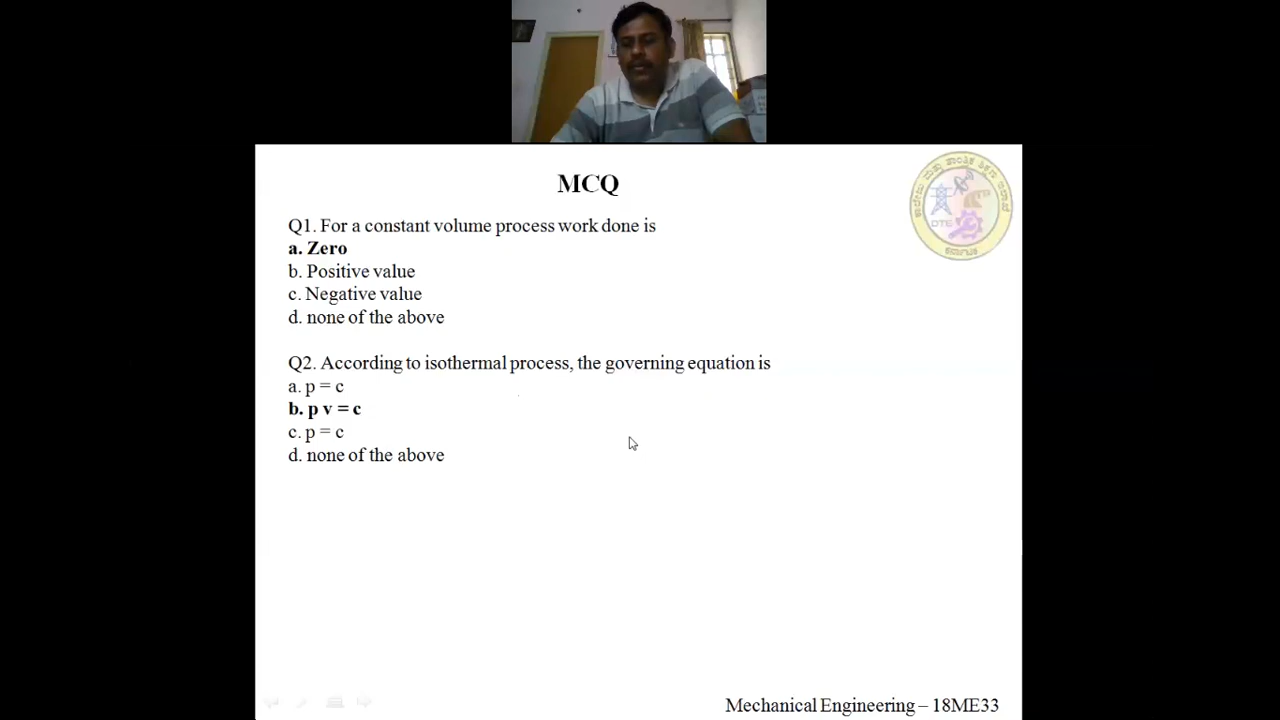 MCQ
Q1. For a constant volume process work done is
a. Zero
b. Positive value
c. Negative value
d. none of the above
Q2. According to isothermal process, the governing equation is
a. p = c
b. p v = c
c. p = c
d. none of the above
DTE
Mechanical Engineering – 18ME33